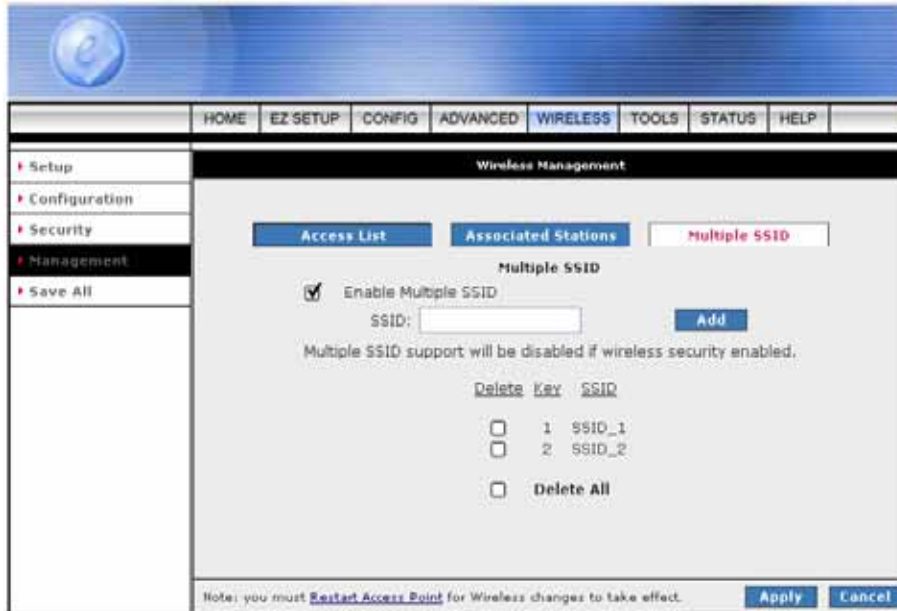 e
HOME EZ SETUP CONFIG ADVANCED WIRELESS TOOLS STATUS HELP
Setup
Configuration
Security
Management
Save All
Wireless Management
Access List Associated Stations Multiple SSID
Multiple SSID
Enable Multiple SSID
SSID: Add
Multiple SSID support will be disabled if wireless security enabled.
Delete Key SSID
1 SSID_1
2 SSID_2
Delete All
Note: you must Restart Access Point for Wireless changes to take effect. Apply Cancel